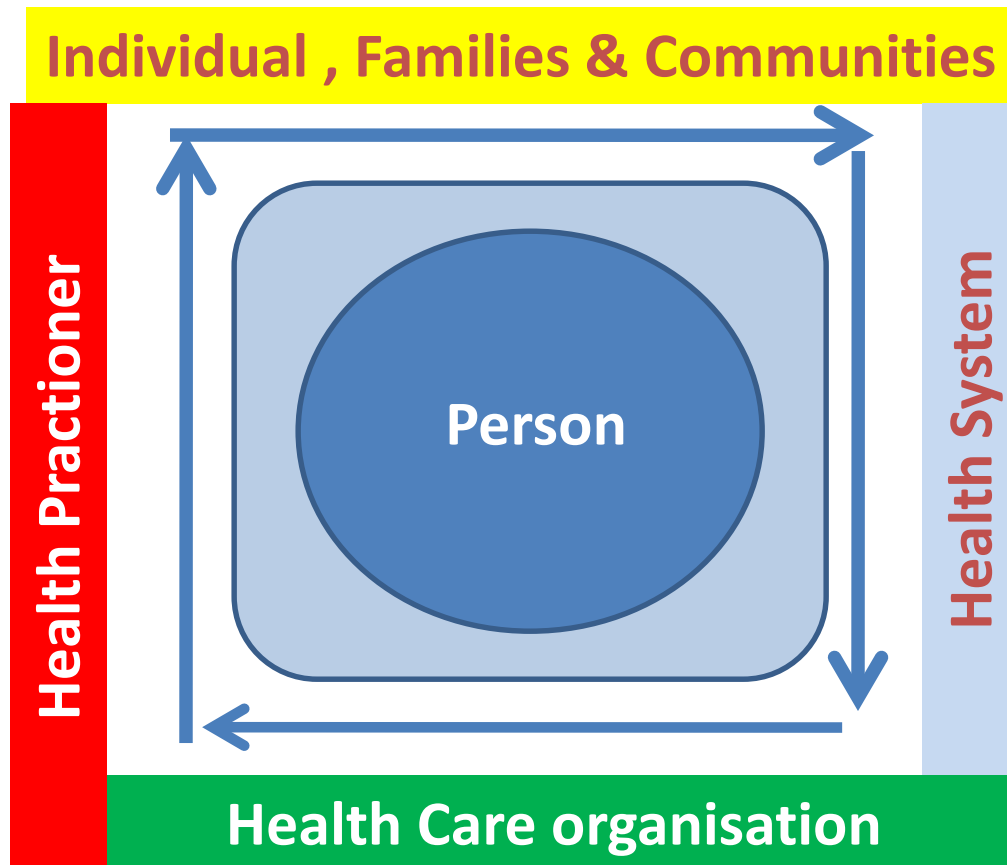 Individual , Families & Communities
Health Practioner
Person
Health System
Health Care organisation